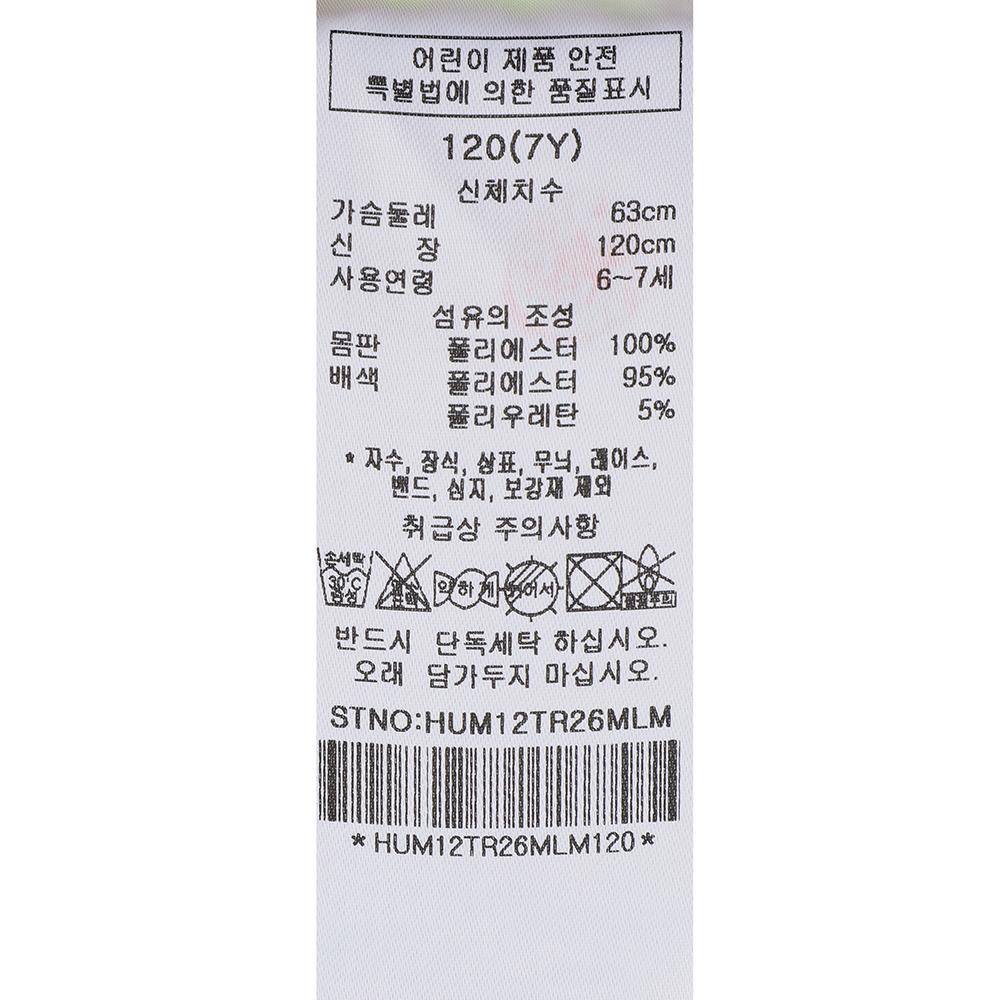 어린이 제품 안전
특별법에 의한 품질표시
120(7Y)
신체치수
가슴둘레 63cm
신 장 120cm
사용연령 6~7세
섬유의 조성
몸판 폴리에스터 100%
배색 폴리에스터 95%
폴리우레탄 5%
* 자수, 장식, 상표, 무늬, 레이스,
밴드, 심지, 보강재 제외
취급상 주의사항
손세탁
30°C
중성
약하게
뉘어서
반드시 단독세탁 하십시오.
오래 담가두지 마십시오.
STNO:HUM12TR26MLM
*HUM12TR26MLM120*